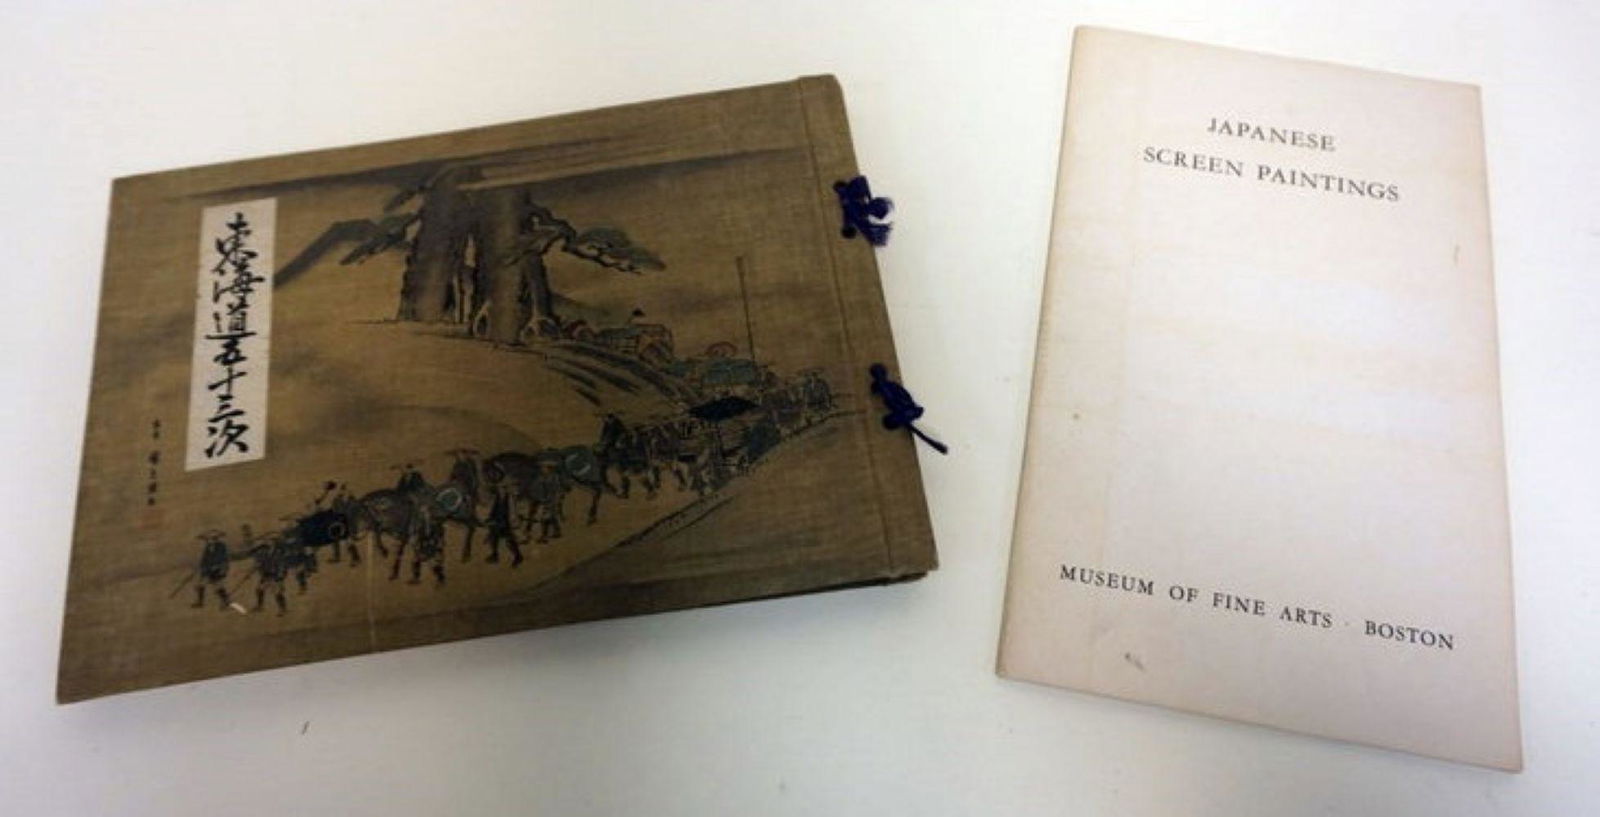 東海道五十三次
JAPANESE
SCREEN PAINTINGS
MUSEUM OF FINE ARTS · BOSTON